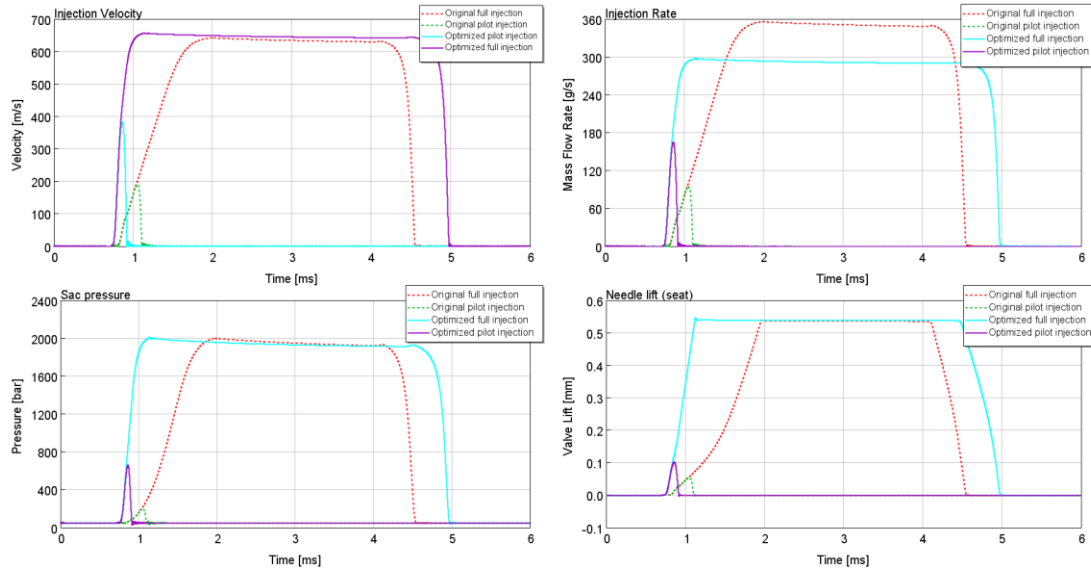 Injection Velocity
Original full injection
Original pilot injection
Optimized pilot injection
Optimized full injection
700
600
500
400
300
200
100
0
Velocity [m/s]
0 1 2 3 4 5 6
Time [ms]
Injection Rate
Original full injection
Original pilot injection
Optimized full injection
Optimized pilot injection
360
300
240
180
120
60
0
Mass Flow Rate [g/s]
0 1 2 3 4 5 6
Time [ms]
Sac pressure
Original full injection
Original pilot injection
Optimized full injection
Optimized pilot injection
2400
2000
1600
1200
800
400
0
Pressure [bar]
0 1 2 3 4 5 6
Time [ms]
Needle lift (seat)
Original full injection
Original pilot injection
Optimized full injection
Optimized pilot injection
0.6
0.5
0.4
0.3
0.2
0.1
0.0
-0.1
Valve Lift [mm]
0 1 2 3 4 5 6
Time [ms]